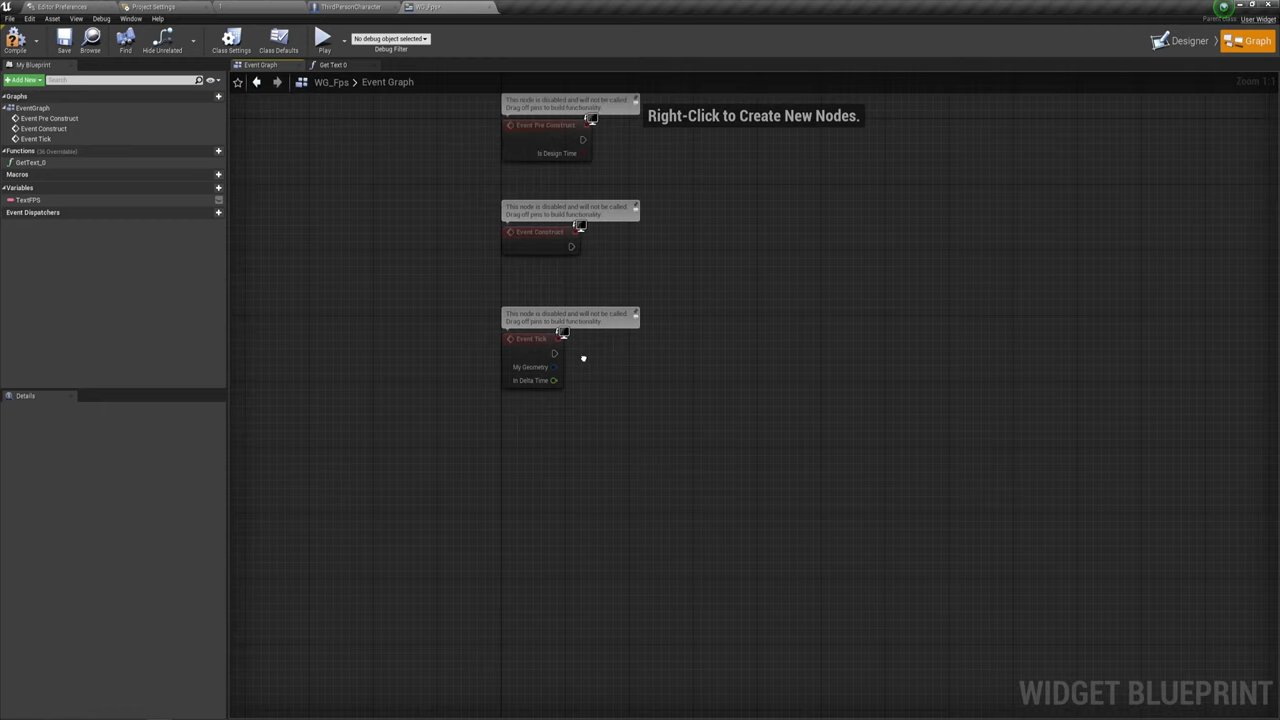 Editor Preferences
Project Settings
1
ThirdPersonCharacter
WG_Fps*
File
Edit
Asset
View
Debug
Window
Help
Parent class:
User Widget
Compile
Save
Browse
Find
Hide Unrelated
Class Settings
Class Defaults
Play
No debug object selected
Debug Filter
Designer
Graph
My Blueprint
Event Graph
Get Text 0
Add New
Search
WG_Fps
Event Graph
Zoom 1:1
Graphs
EventGraph
Event Pre Construct
Event Construct
Event Tick
Functions (26 Overridable)
GetText_0
Macros
Variables
TextFPS
Event Dispatchers
Details
This node is disabled and will not be called.
Drag off pins to build functionality.
Event Pre Construct
Is Design Time
Right-Click to Create New Nodes.
This node is disabled and will not be called.
Drag off pins to build functionality.
Event Construct
This node is disabled and will not be called.
Drag off pins to build functionality.
Event Tick
My Geometry
In Delta Time
WIDGET BLUEPRINT